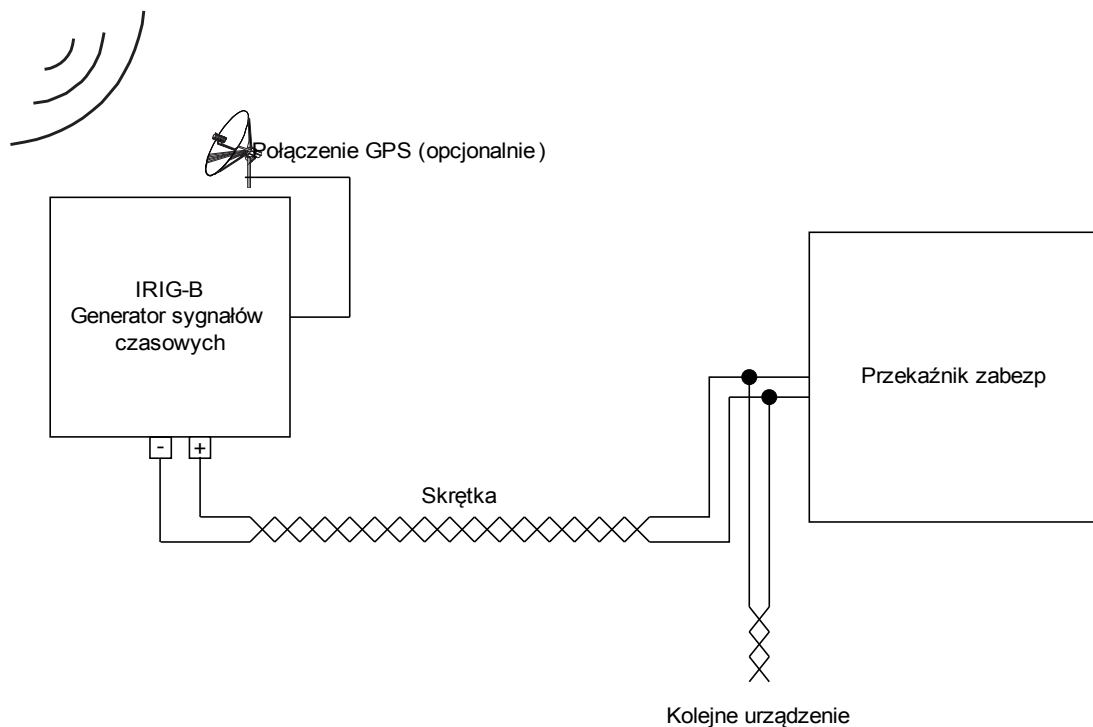 Połączenie GPS (opcjonalnie)
IRIG-B
Generator sygnałów
czasowych
Przekaźnik zabezp
- +
Skrętka
Kolejne urządzenie